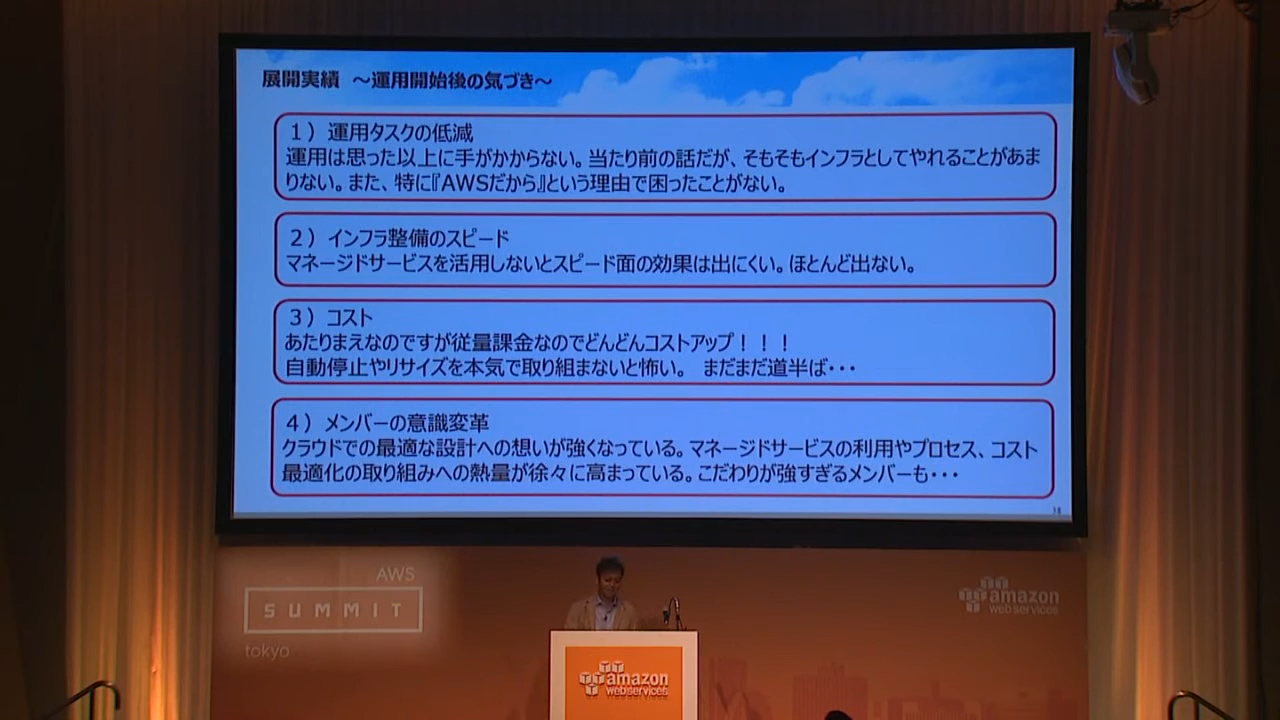 展開実績 ～運用開始後の気づき～
１）運用タスクの低減
運用は思った以上に手がかからない。当たり前の話だが、そもそもインフラとしてやれることがあま
りない。また、特に『AWSだから』という理由で困ったことがない。
２）インフラ整備のスピード
マネージドサービスを活用しないとスピード面の効果は出にくい。ほとんど出ない。
３）コスト
あたりまえなのですが従量課金なのでどんどんコストアップ！！！
自動停止やリサイズを本気で取り組まないと怖い。 まだまだ道半ば・・・
４）メンバーの意識変革
クラウドでの最適な設計への想いが強くなっている。マネージドサービスの利用やプロセス、コスト
最適化の取り組みへの熱量が徐々に高まっている。こだわりが強すぎるメンバーも・・・
AWS
SUMMIT
tokyo
amazon
webservices
amazon
webservices